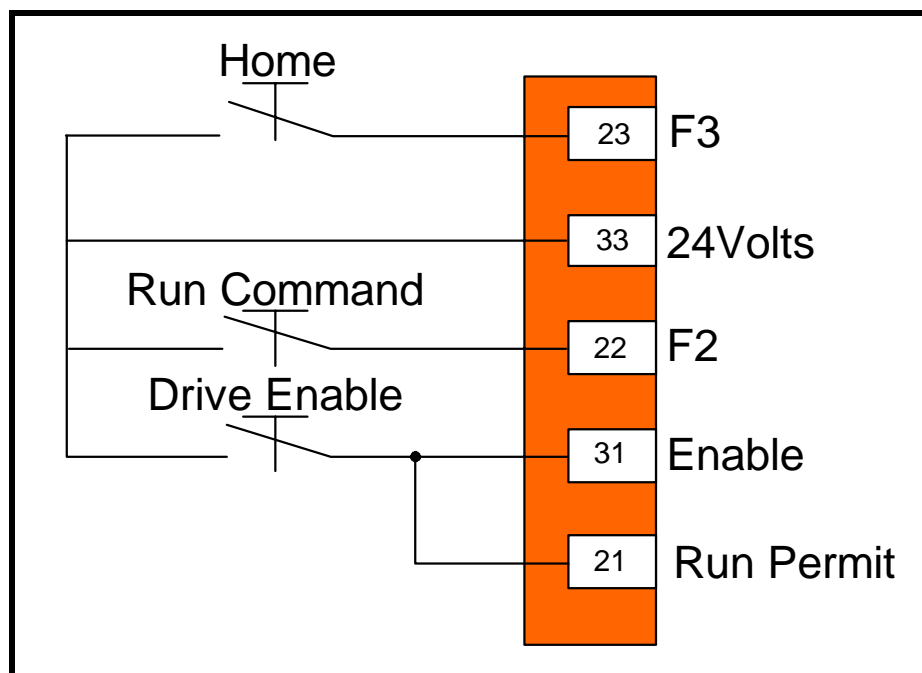 Home
23 F3
33 24Volts
Run Command
22 F2
Drive Enable
31 Enable
21 Run Permit